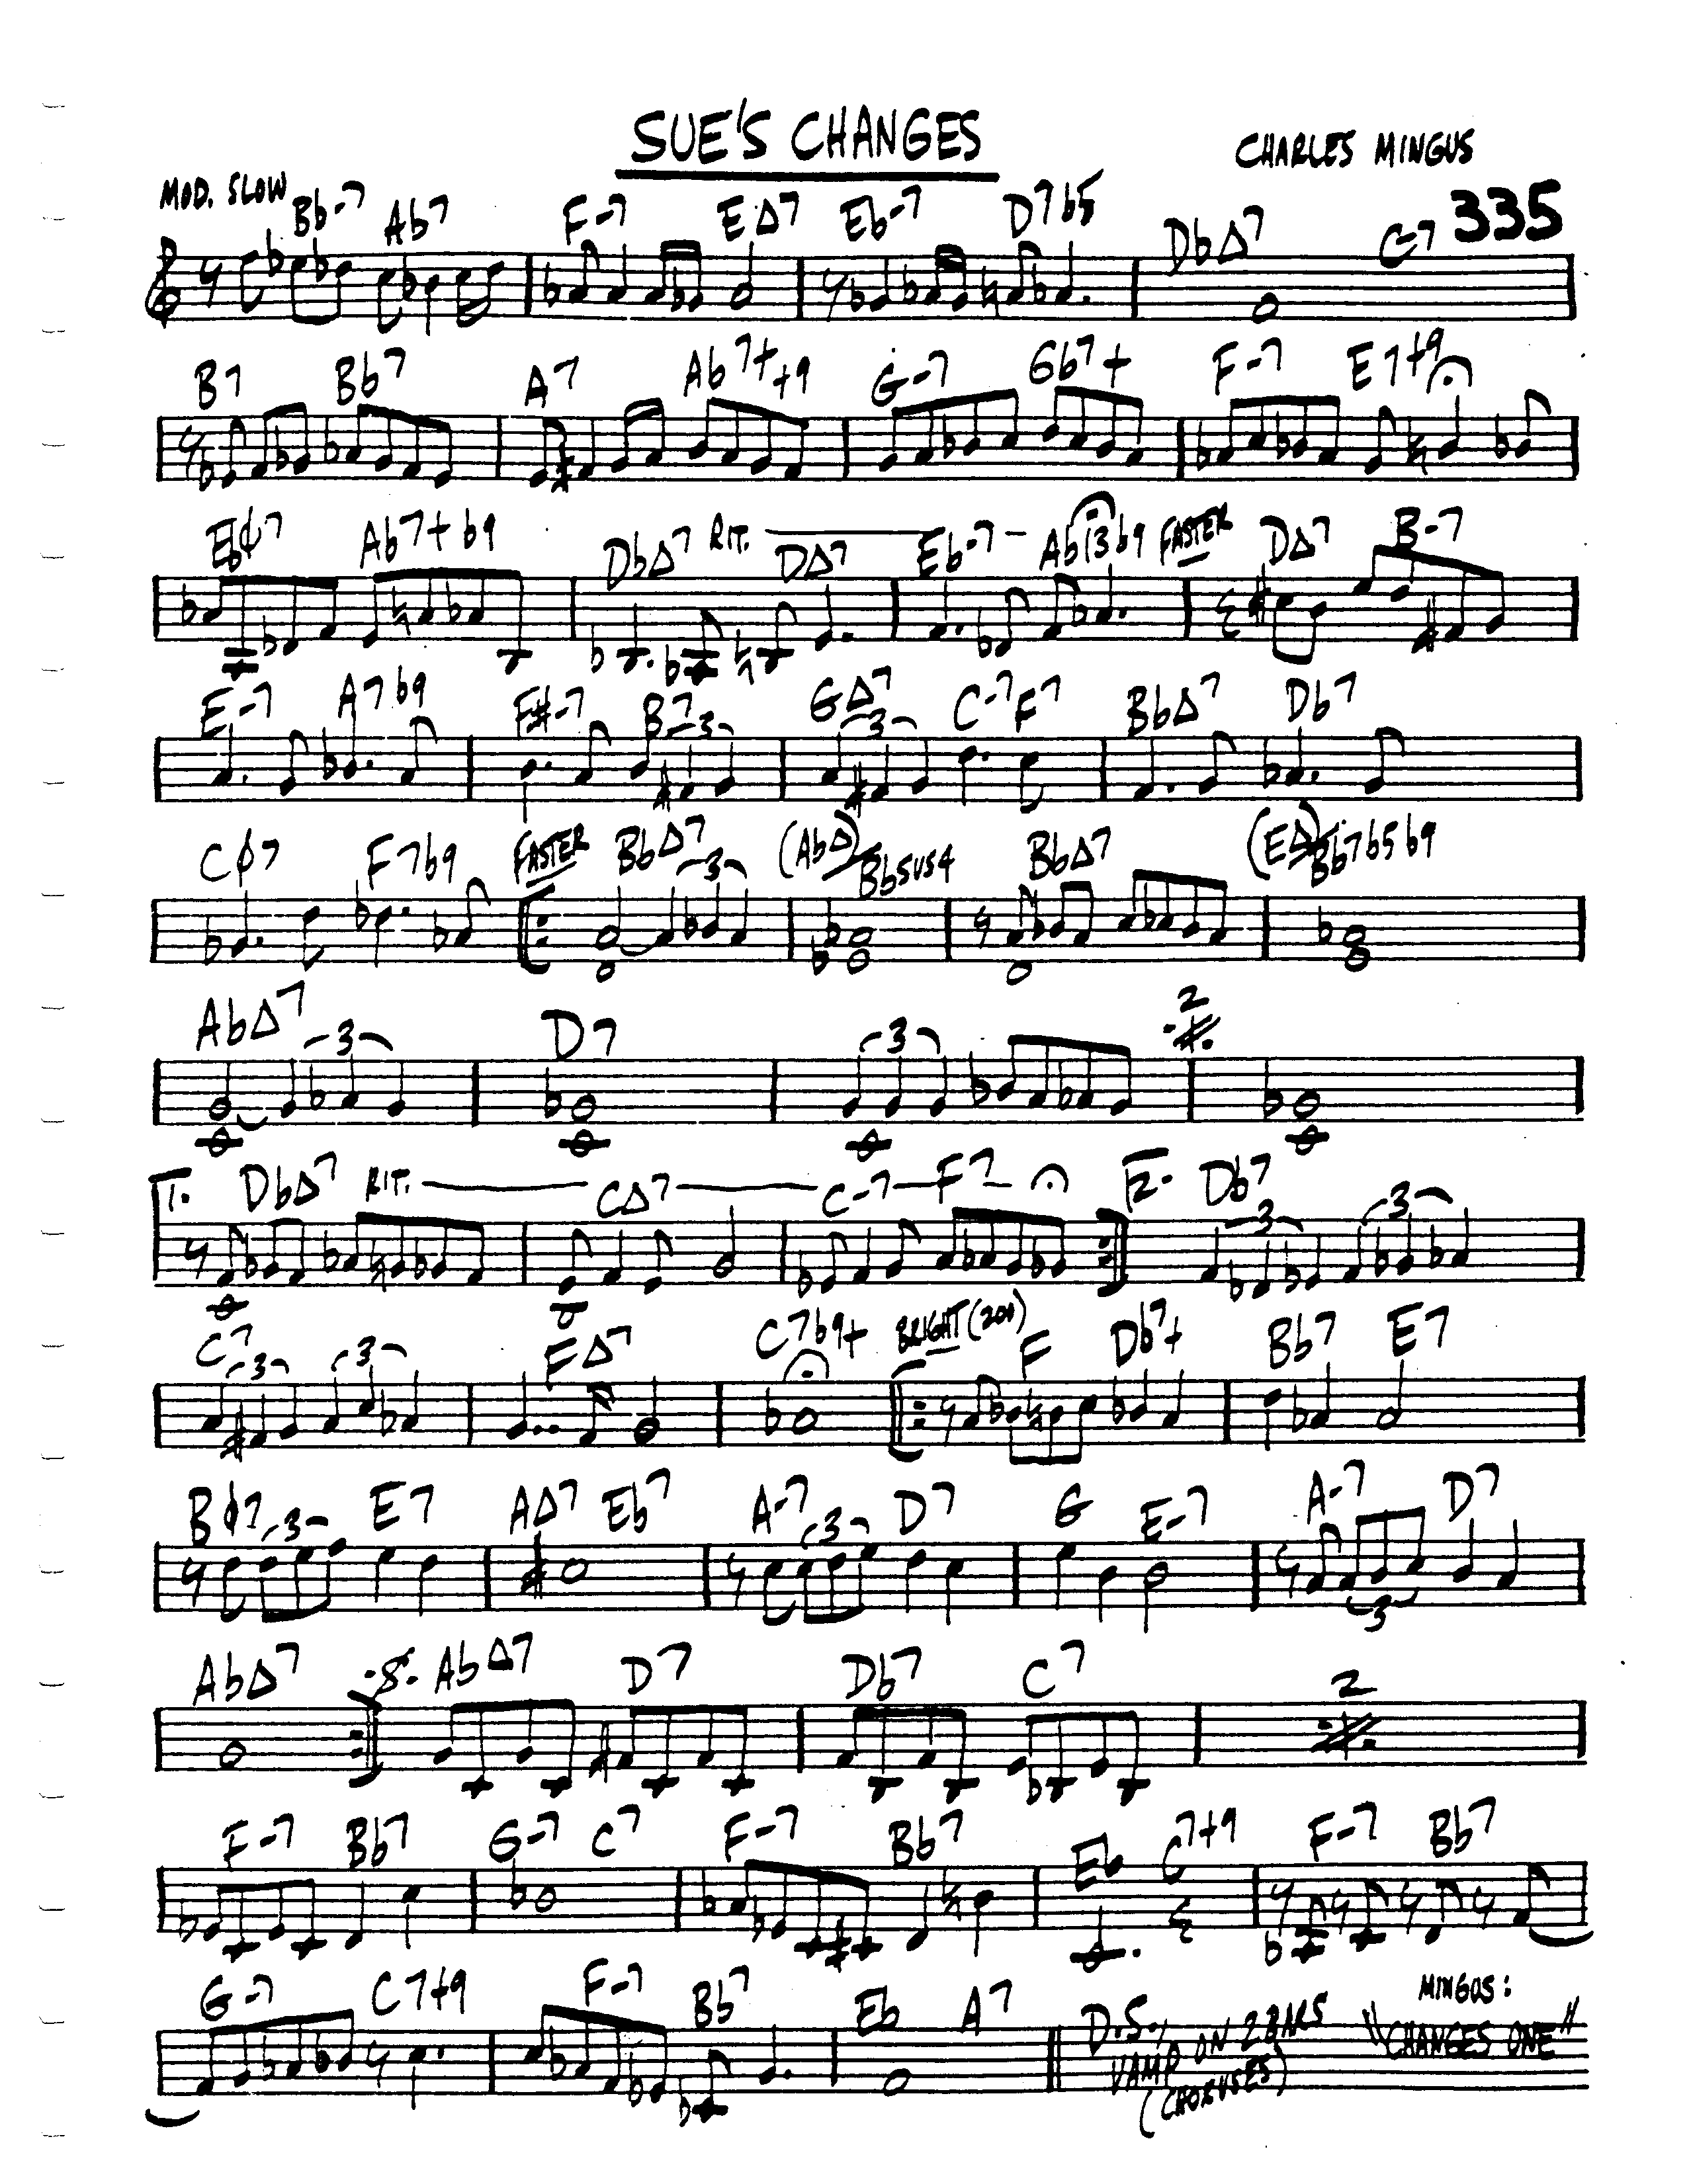 SUE'S CHANGES
CHARLES MINGUS
335
MOD. SLOW
Bb-7 Ab7 F-7 EΔ7 Eb-7 D7b5 DbΔ7 C-7
B7 Bb7 A7 Ab7++9 G-7 Gb7+ F-7 E7+9
Ebø7 Ab7+b9 DbΔ7 RIT. DΔ7 Eb-7 Ab13b9 FASTER DΔ7 B-7
E-7 A7b9 F#-7 B7 3 GΔ7 3 C-7 F7 BbΔ7 Db7
Cø7 F7b9 FASTER BbΔ7 3 (AbΔ) Bbsus4 BbΔ7 (EΔ) Bb7b5b9
AbΔ7 3 D7 3 2
1. DbΔ7 RIT. CΔ7 C-7 F7 2. Db7 3 3
C7 3 3 FΔ7 C7b9+ BRIGHT (200) F Db7+ Bb7 E7
Bø7 3 E7 AΔ7 Eb7 A-7 3 D7 G E-7 A-7 3 D7
AbΔ7 AbΔ7 D7 Db7 C7 2
F-7 Bb7 G-7 C7 F-7 Bb7 Eb C7+9 F-7 Bb7
G-7 C7+9 F-7 Bb7 Eb A7
D.S.,
VAMP ON 2 BARS
(CHORUSES)
MINGUS:
"CHANGES ONE"